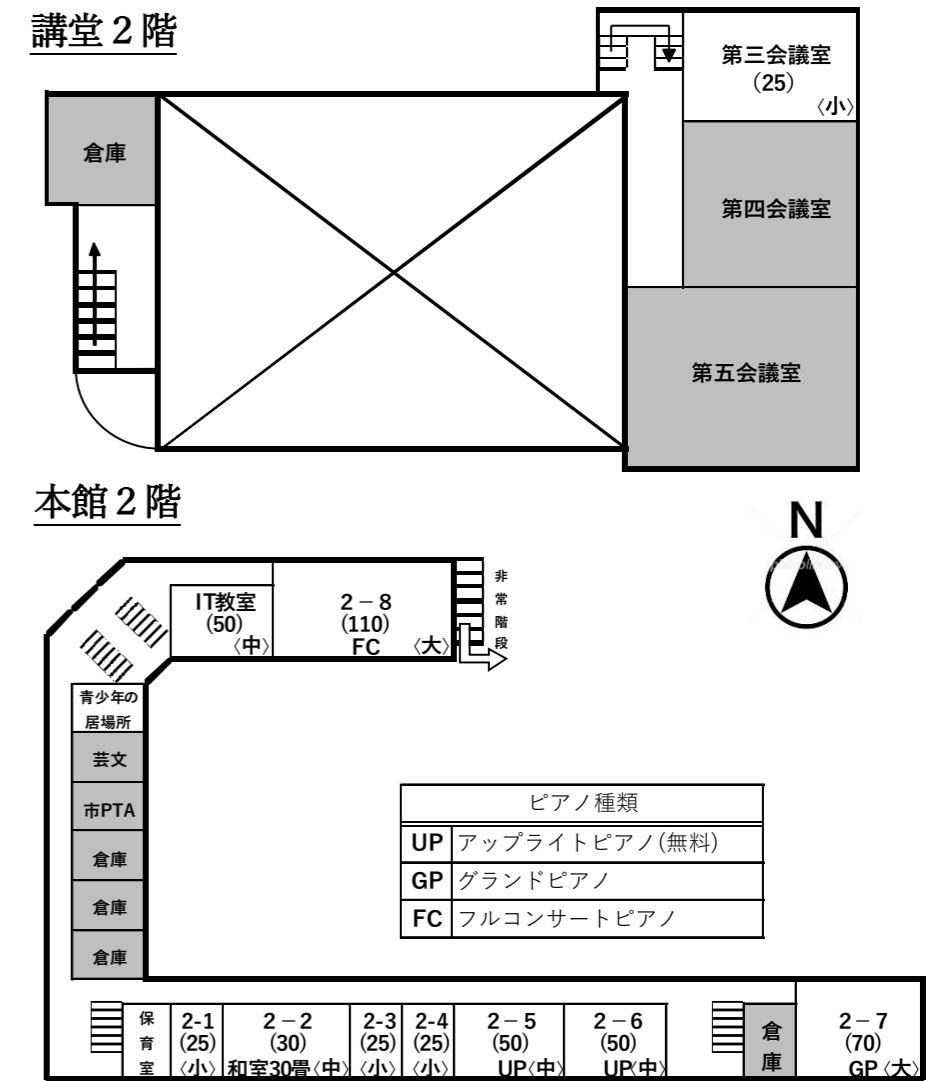 講堂２階
第三会議室
(25)
〈小〉
倉庫
第四会議室
第五会議室
本館２階
N
非常階段
IT教室
(50)
〈中〉
２－８
(110)
FC 〈大〉
青少年の
居場所
芸文
市PTA
倉庫
倉庫
倉庫
ピアノ種類
UP アップライトピアノ(無料)
GP グランドピアノ
FC フルコンサートピアノ
保育室
2-1
(25)
〈小〉
２－２
(30)
和室30畳〈中〉
2-3
(25)
〈小〉
2-4
(25)
〈小〉
２－５
(50)
UP〈中〉
２－６
(50)
UP〈中〉
倉庫
２－７
(70)
GP〈大〉